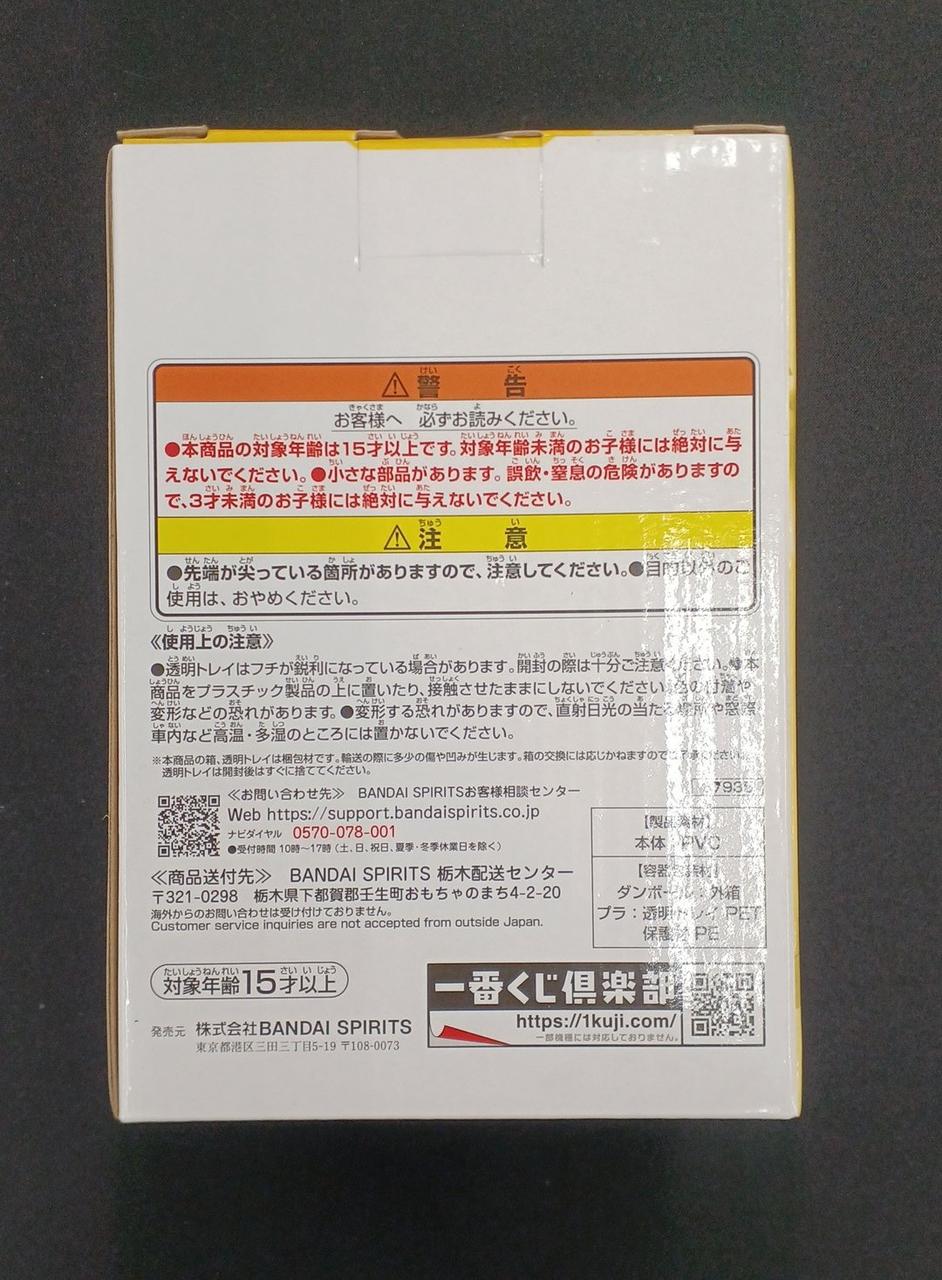 ⚠警告
お客様へ 必ずお読みください。
●本商品の対象年齢は15才以上です。対象年齢未満のお子様には絶対に与
えないでください。●小さな部品があります。誤飲・窒息の危険がありますの
で、3才未満のお子様には絶対に与えないでください。
⚠注意
●先端が尖っている箇所がありますので、注意してください。●目的以外のご
使用は、おやめください。
《使用上の注意》
●透明トレイはフチが鋭利になっている場合があります。開封の際は十分ご注意ください。●本
商品をプラスチック製品の上に置いたり、接触させたままにしないでください
変形などの恐れがあります。●変形する恐れがありますので、直射日光の当たる場所や窓際
車内など高温・多湿のところには置かないでください。
※本商品の箱、透明トレイは梱包材です。輸送の際に多少の傷や凹みが生じます。箱の交換には応じかねますので
透明トレイは開封後はすぐに捨ててください。
≪お問い合わせ先≫ BANDAI SPIRITSお客様相談センター
Web https://support.bandaispirits.co.jp
ナビダイヤル 0570-078-001
●受付時間 10時〜17時(土、日、祝日、夏季・冬季休業日を除く)
≪商品送付先≫ BANDAI SPIRITS 栃木配送センター
〒321-0298 栃木県下都賀郡壬生町おもちゃのまち4-2-20
海外からのお問い合わせは受け付けておりません。
Customer service inquiries are not accepted from outside Japan.
【製品素材】
本体:PVC
ダンボール:外箱
プラ:透明トレイ PET
PE
対象年齢15才以上
発売元 株式会社BANDAI SPIRITS
東京都港区三田三丁目5-19 〒108-0073
一番くじ倶楽部
https://1kuji.com/
一部機種には対応しておりません。